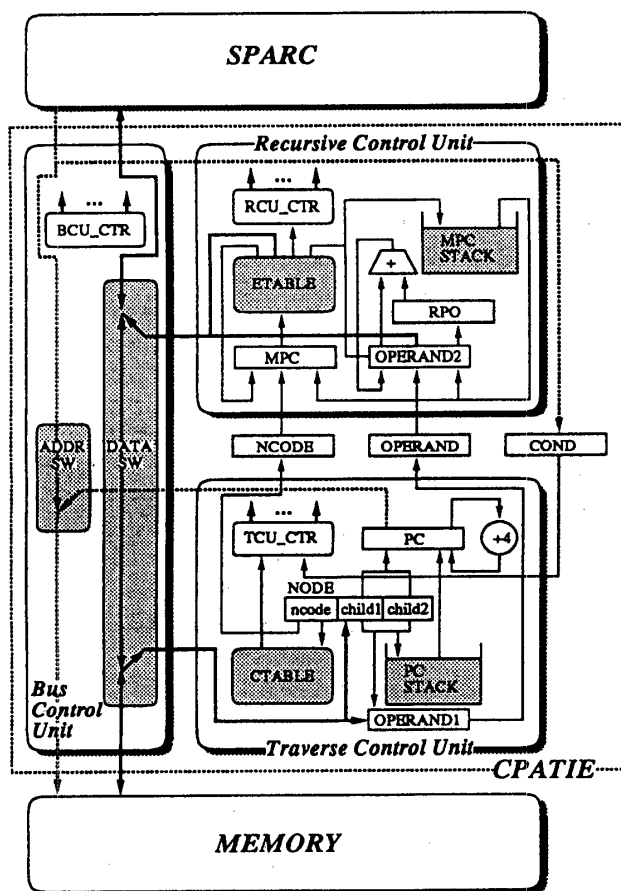 SPARC
Recursive Control Unit
...
BCU_CTR
...
RCU_CTR
MPC
STACK
ETABLE
+
RPO
MPC
OPERAND2
ADDR
SW
DATA
SW
NCODE
OPERAND
COND
...
TCU_CTR
PC
+4
NODE
ncode
child1
child2
CTABLE
PC
STACK
OPERAND1
Bus
Control
Unit
Traverse Control Unit
CPATIE
MEMORY